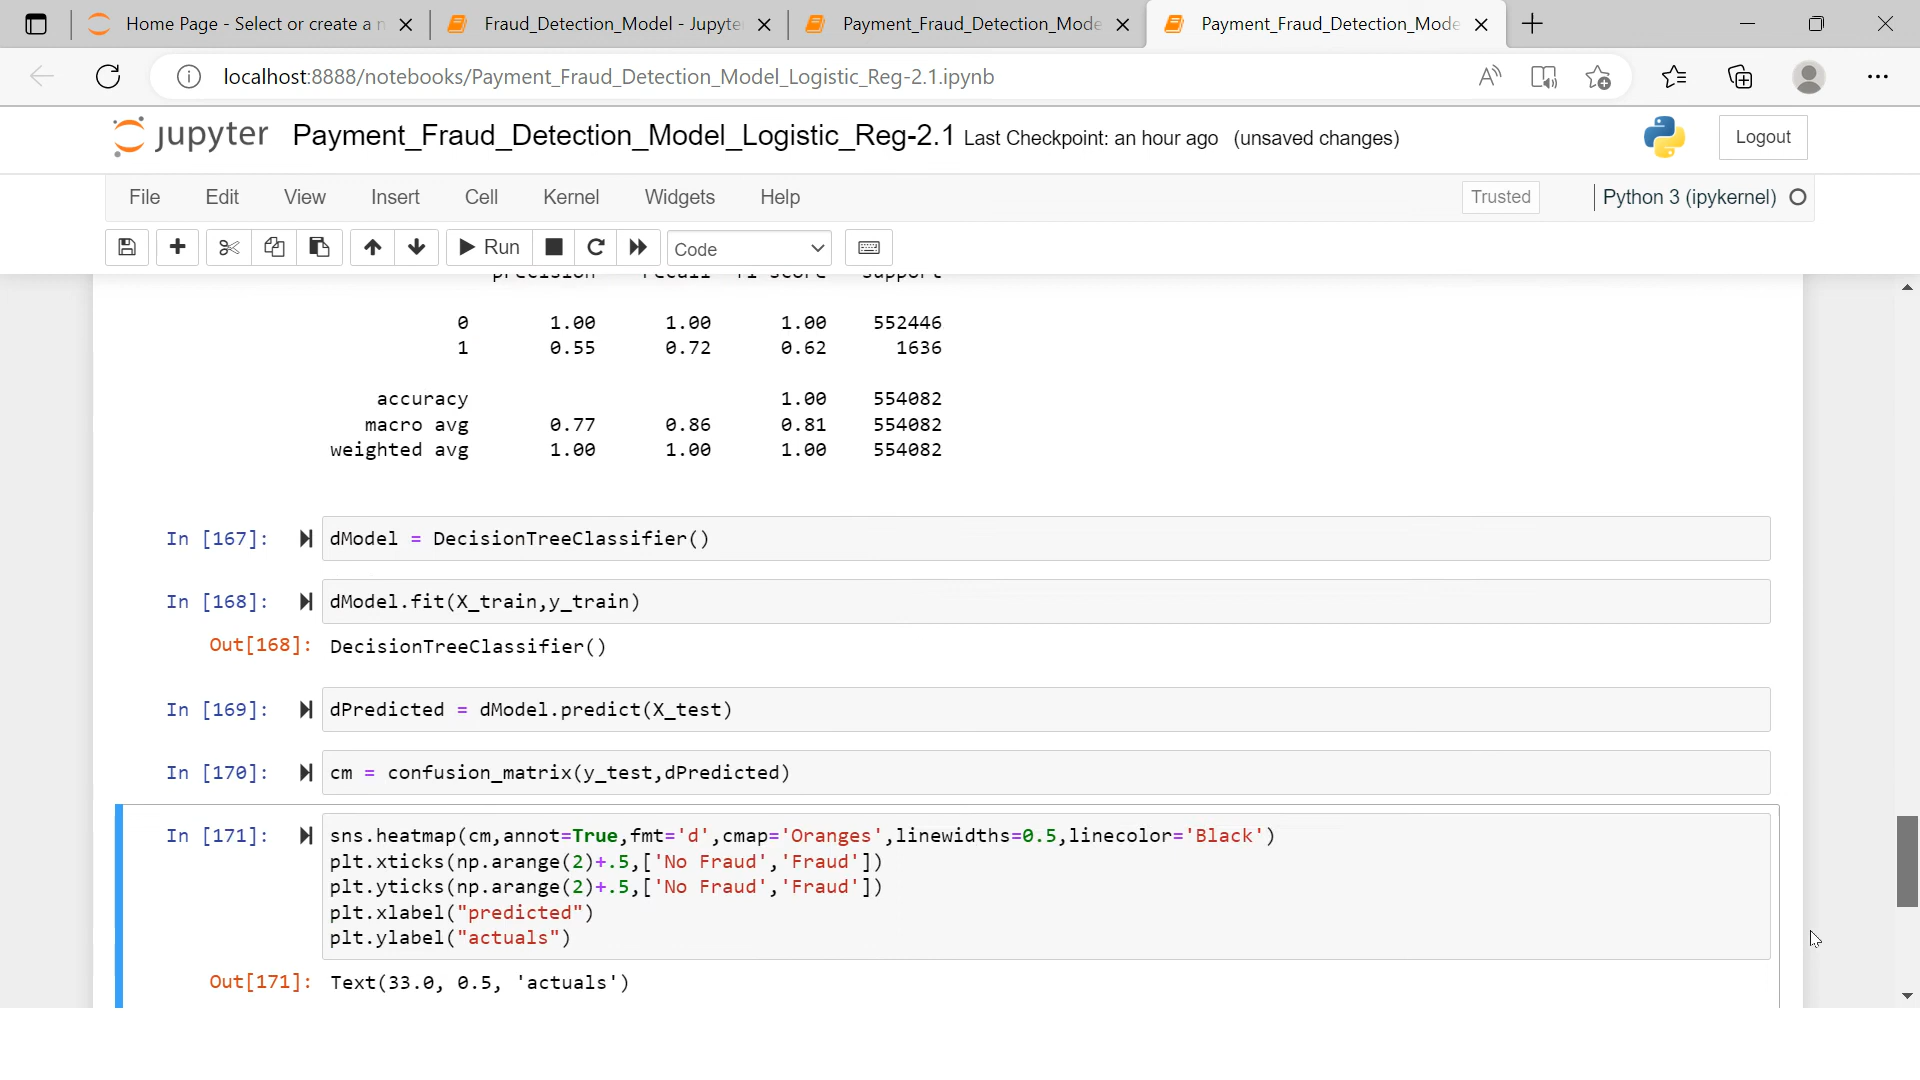 Home Page - Select or create a n
Fraud_Detection_Model - Jupyte
Payment_Fraud_Detection_Mode
Payment_Fraud_Detection_Mode
localhost:8888/notebooks/Payment_Fraud_Detection_Model_Logistic_Reg-2.1.ipynb
jupyter Payment_Fraud_Detection_Model_Logistic_Reg-2.1 Last Checkpoint: an hour ago (unsaved changes)
Logout
File Edit View Insert Cell Kernel Widgets Help
Trusted
Python 3 (ipykernel)
Run
Code
precision recall f1-score support
0 1.00 1.00 1.00 552446
1 0.55 0.72 0.62 1636
accuracy 1.00 554082
macro avg 0.77 0.86 0.81 554082
weighted avg 1.00 1.00 1.00 554082
In [167]: dModel = DecisionTreeClassifier()
In [168]: dModel.fit(X_train,y_train)
Out[168]: DecisionTreeClassifier()
In [169]: dPredicted = dModel.predict(X_test)
In [170]: cm = confusion_matrix(y_test,dPredicted)
In [171]: sns.heatmap(cm,annot=True,fmt='d',cmap='Oranges',linewidths=0.5,linecolor='Black')
plt.xticks(np.arange(2)+.5,['No Fraud','Fraud'])
plt.yticks(np.arange(2)+.5,['No Fraud','Fraud'])
plt.xlabel("predicted")
plt.ylabel("actuals")
Out[171]: Text(33.0, 0.5, 'actuals')